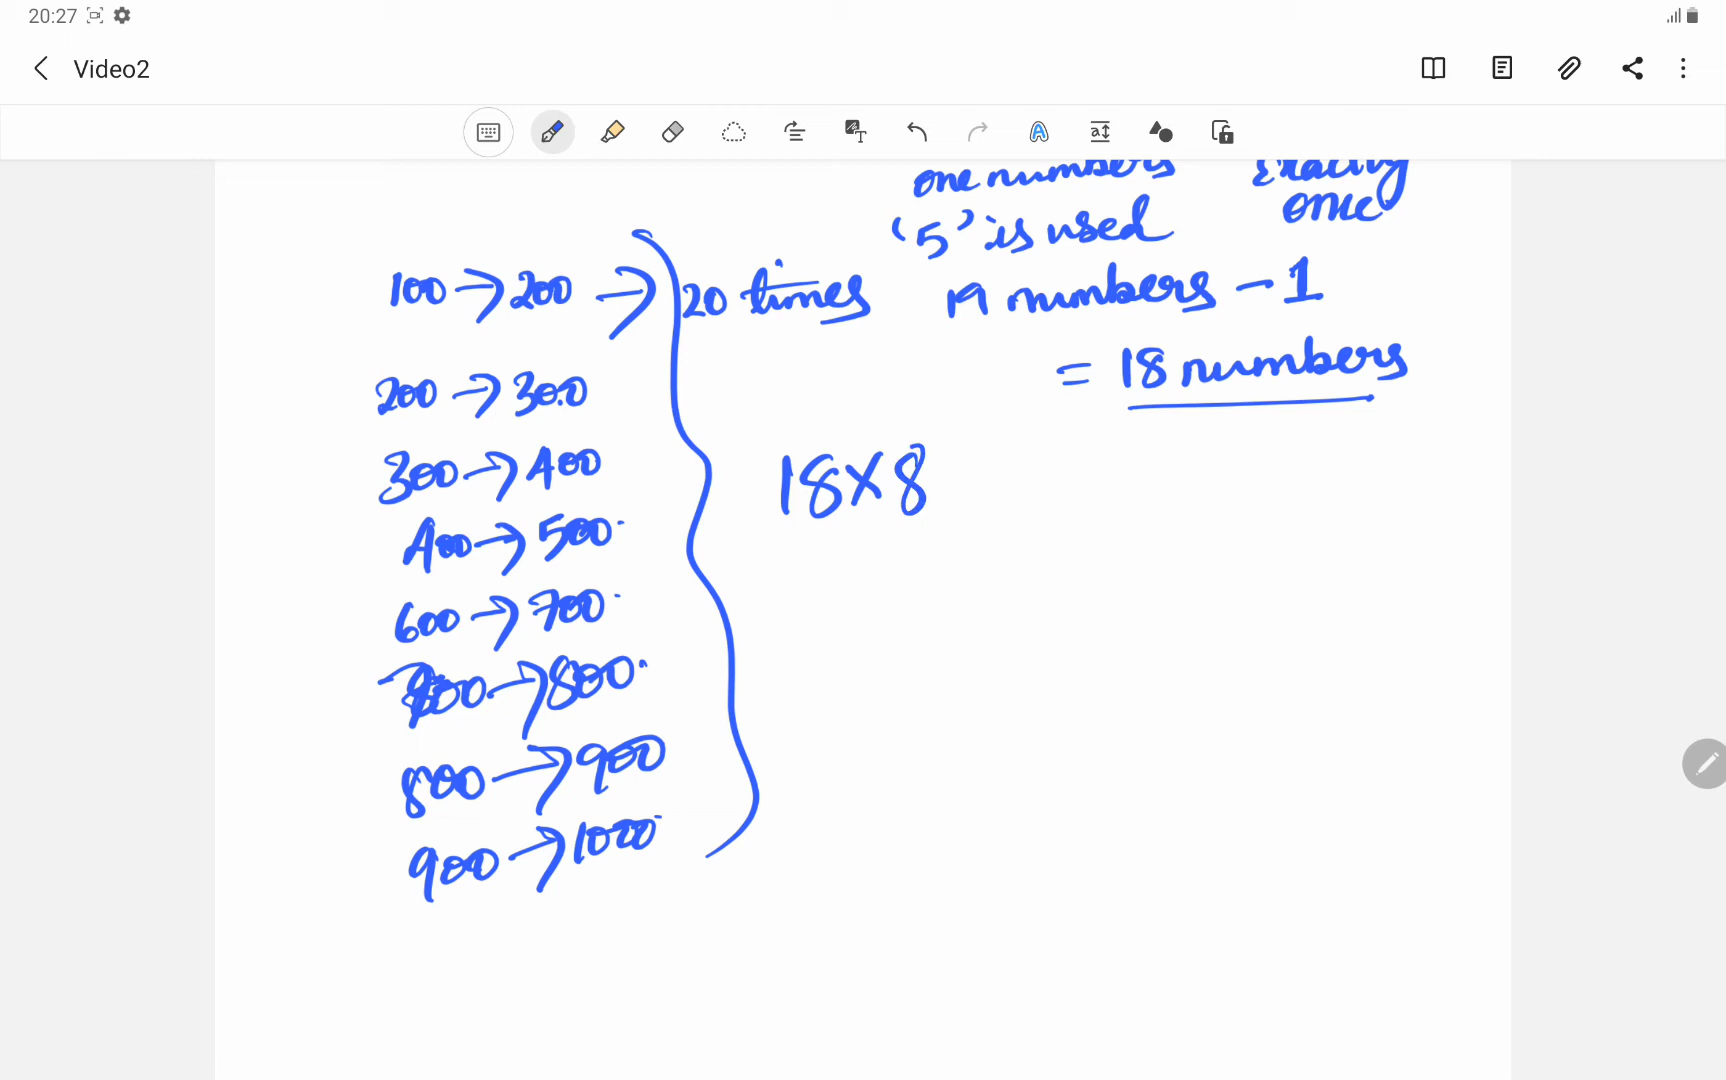 20:27
Video2
one numbers exactly
'5' is used once
100 → 200 → 20 times 19 numbers - 1
= 18 numbers
200 → 300
300 → 400
18 × 8
400 → 500
600 → 700
→ 800
800 → 900
900 → 1000